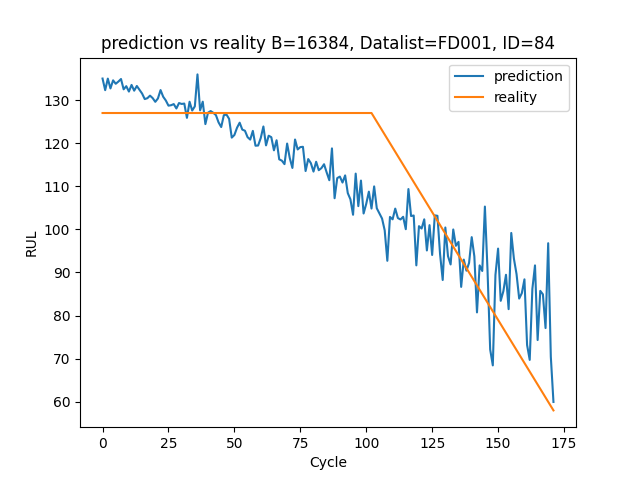 prediction vs reality B=16384, Datalist=FD001, ID=84
prediction
reality
RUL
130
120
110
100
90
80
70
60
0 25 50 75 100 125 150 175
Cycle